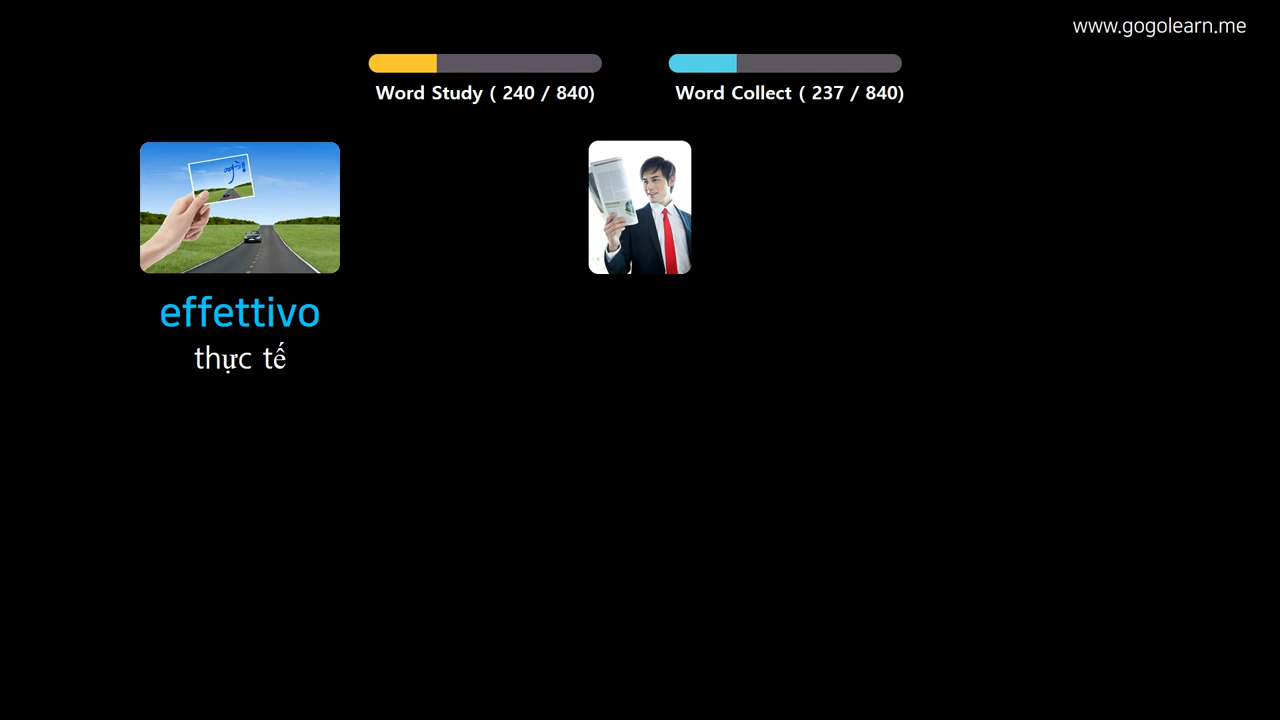 www.gogolearn.me
Word Study ( 240 / 840)
Word Collect ( 237 / 840)
effettivo
thực tế